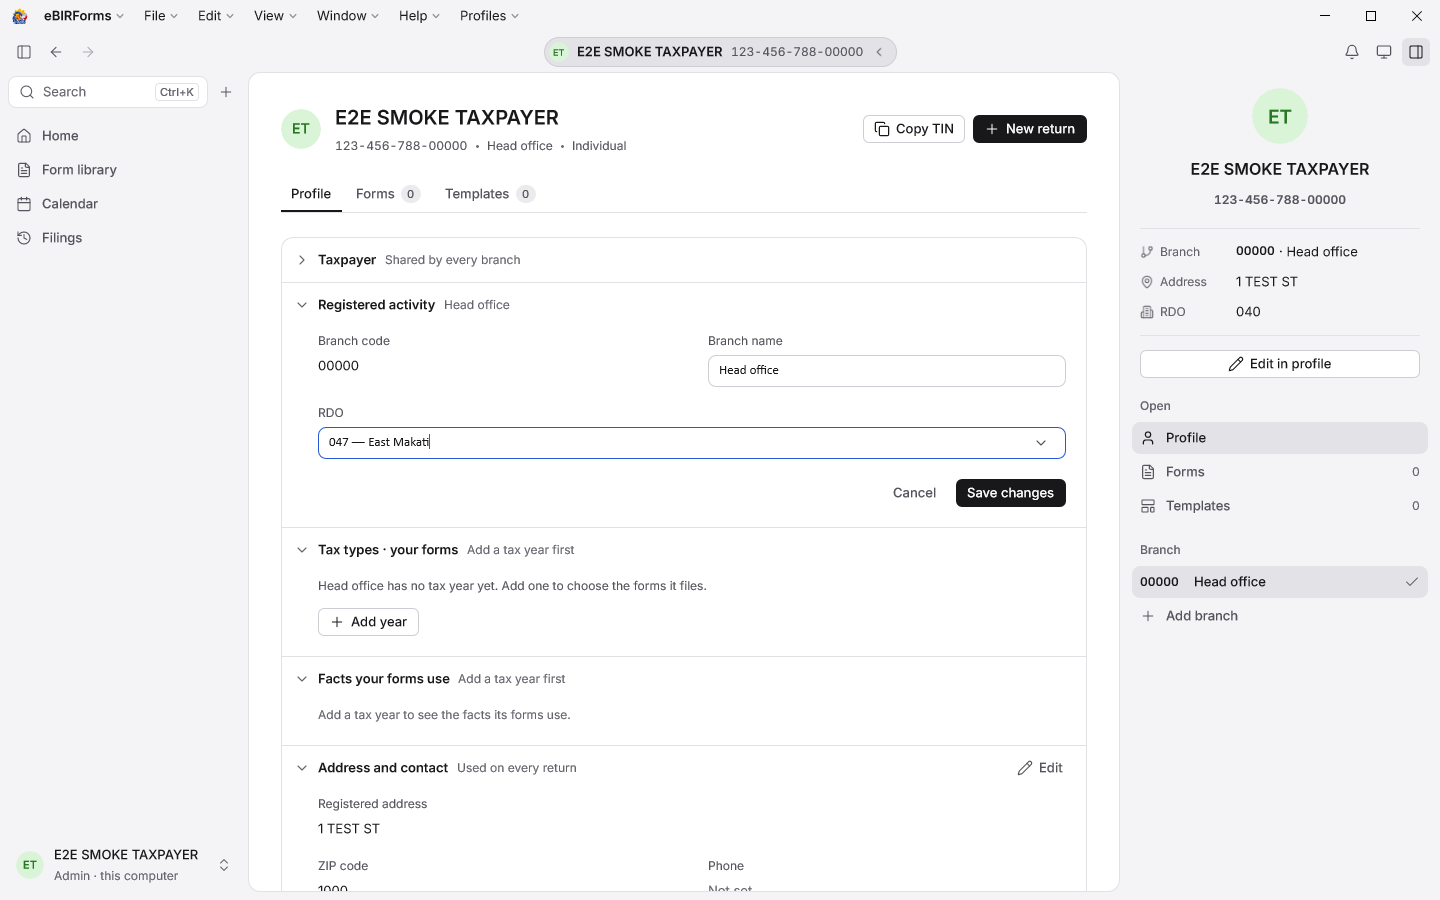 eBIRForms File Edit View Window Help Profiles
ET E2E SMOKE TAXPAYER 123-456-788-00000
Search Ctrl+K
Home
Form library
Calendar
Filings
ET E2E SMOKE TAXPAYER
Admin · this computer
ET E2E SMOKE TAXPAYER
123-456-788-00000 • Head office • Individual
Copy TIN
New return
Profile Forms 0 Templates 0
Taxpayer Shared by every branch
Registered activity Head office
Branch code Branch name
00000 Head office
RDO
047 — East Makati
Cancel Save changes
Tax types · your forms Add a tax year first
Head office has no tax year yet. Add one to choose the forms it files.
Add year
Facts your forms use Add a tax year first
Add a tax year to see the facts its forms use.
Address and contact Used on every return Edit
Registered address
1 TEST ST
ZIP code Phone
1000 Not set
ET
E2E SMOKE TAXPAYER
123-456-788-00000
Branch 00000 · Head office
Address 1 TEST ST
RDO 040
Edit in profile
Open
Profile
Forms 0
Templates 0
Branch
00000 Head office
Add branch